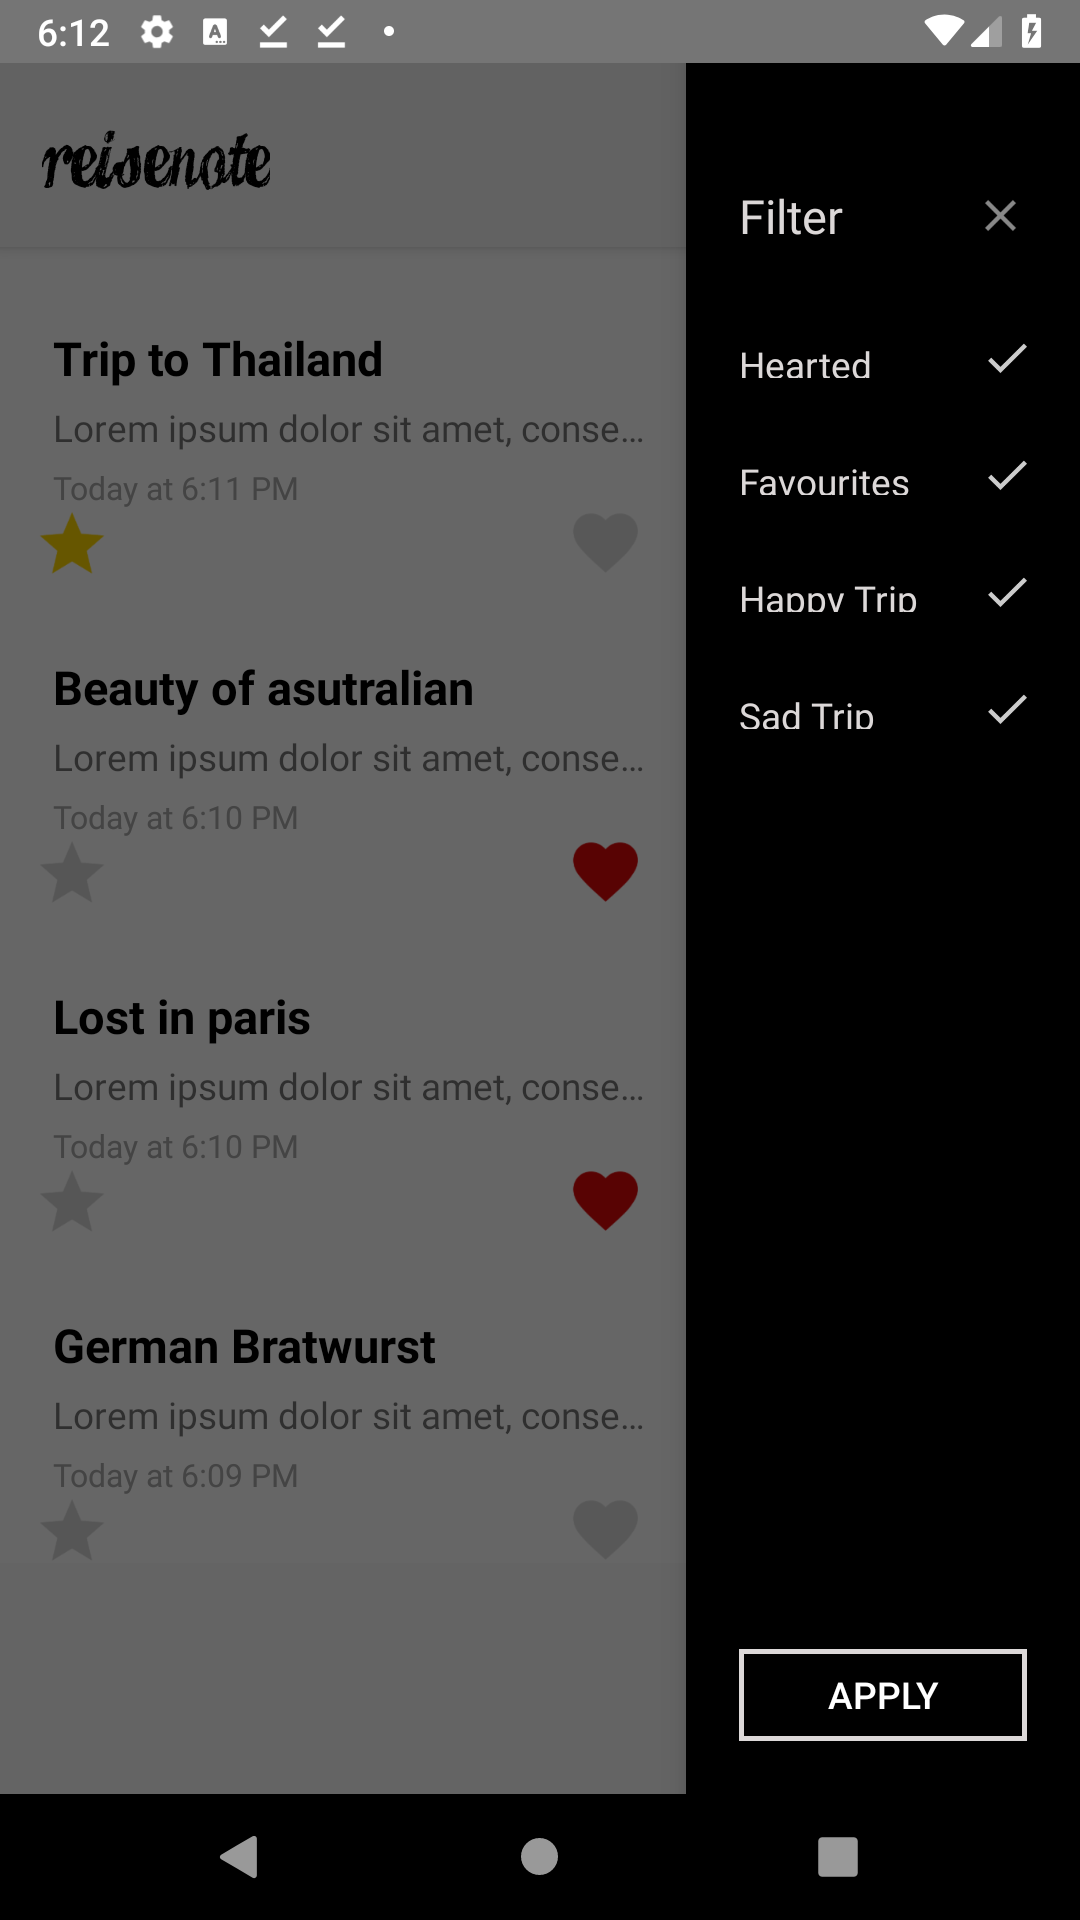 6:12
reisenote
Filter
Hearted
Favourites
Happy Trip
Sad Trip
APPLY
Trip to Thailand
Lorem ipsum dolor sit amet, conse...
Today at 6:11 PM
Beauty of asutralian
Lorem ipsum dolor sit amet, conse...
Today at 6:10 PM
Lost in paris
Lorem ipsum dolor sit amet, conse...
Today at 6:10 PM
German Bratwurst
Lorem ipsum dolor sit amet, conse...
Today at 6:09 PM